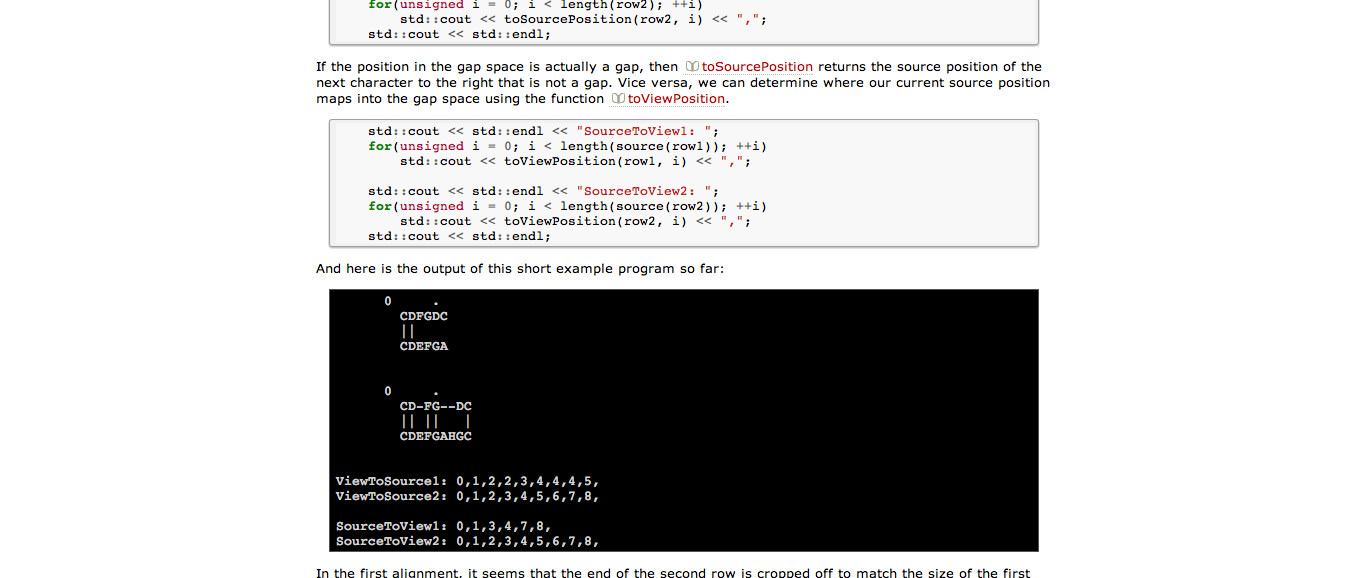 for(unsigned i = 0; i < length(row2); ++i)
std::cout << toSourcePosition(row2, i) << ",";
std::cout << std::endl;
If the position in the gap space is actually a gap, then toSourcePosition returns the source position of the
next character to the right that is not a gap. Vice versa, we can determine where our current source position
maps into the gap space using the function toViewPosition.
std::cout << std::endl << "SourceToView1: ";
for(unsigned i = 0; i < length(source(row1)); ++i)
std::cout << toViewPosition(row1, i) << ",";
std::cout << std::endl << "SourceToView2: ";
for(unsigned i = 0; i < length(source(row2)); ++i)
std::cout << toViewPosition(row2, i) << ",";
std::cout << std::endl;
And here is the output of this short example program so far:
0     .
CDFGDC
||
CDEFGA
0     .
CD-FG--DC
|| ||   |
CDEFGAHGC
ViewToSource1: 0,1,2,2,3,4,4,4,5,
ViewToSource2: 0,1,2,3,4,5,6,7,8,
SourceToView1: 0,1,3,4,7,8,
SourceToView2: 0,1,2,3,4,5,6,7,8,
In the first alignment, it seems that the end of the second row is cropped off to match the size of the first